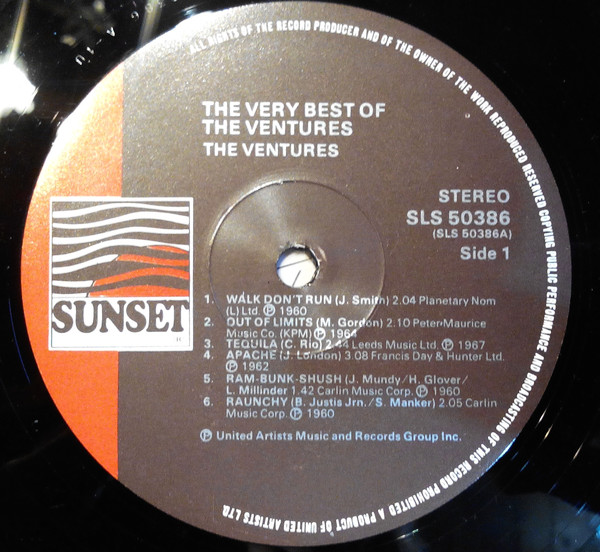 ALL RIGHTS OF THE RECORD PRODUCER AND OF THE OWNER OF THE WORK REPRODUCED RESERVED COPYING PUBLIC PERFORMANCE AND BROADCASTING OF THIS RECORD PROHIBITED A PRODUCT OF UNITED ARTISTS LTD.
THE VERY BEST OF
THE VENTURES
THE VENTURES
STEREO
SLS 50386
(SLS 50386A)
Side 1
SUNSET
1. WALK DON'T RUN (J. Smith) 2.04 Planetary Nom
(L) Ltd. Ⓟ 1960
2. OUT OF LIMITS (M. Gordon) 2:10 PeterMaurice
Music Co. (KPM) Ⓟ 1964
3. TEQUILA (C. Rio) 2.44 Leeds Music Ltd. Ⓟ 1967
4. APACHE (J. London) 3.08 Francis Day & Hunter Ltd.
Ⓟ 1962
5. RAM-BUNK-SHUSH (J. Mundy/H. Glover/
L. Millinder 1.42 Carlin Music Corp. Ⓟ 1960
6. RAUNCHY (B. Justis Jrn./S. Manker) 2.05 Carlin
Music Corp. Ⓟ 1960
Ⓟ United Artists Music and Records Group Inc.